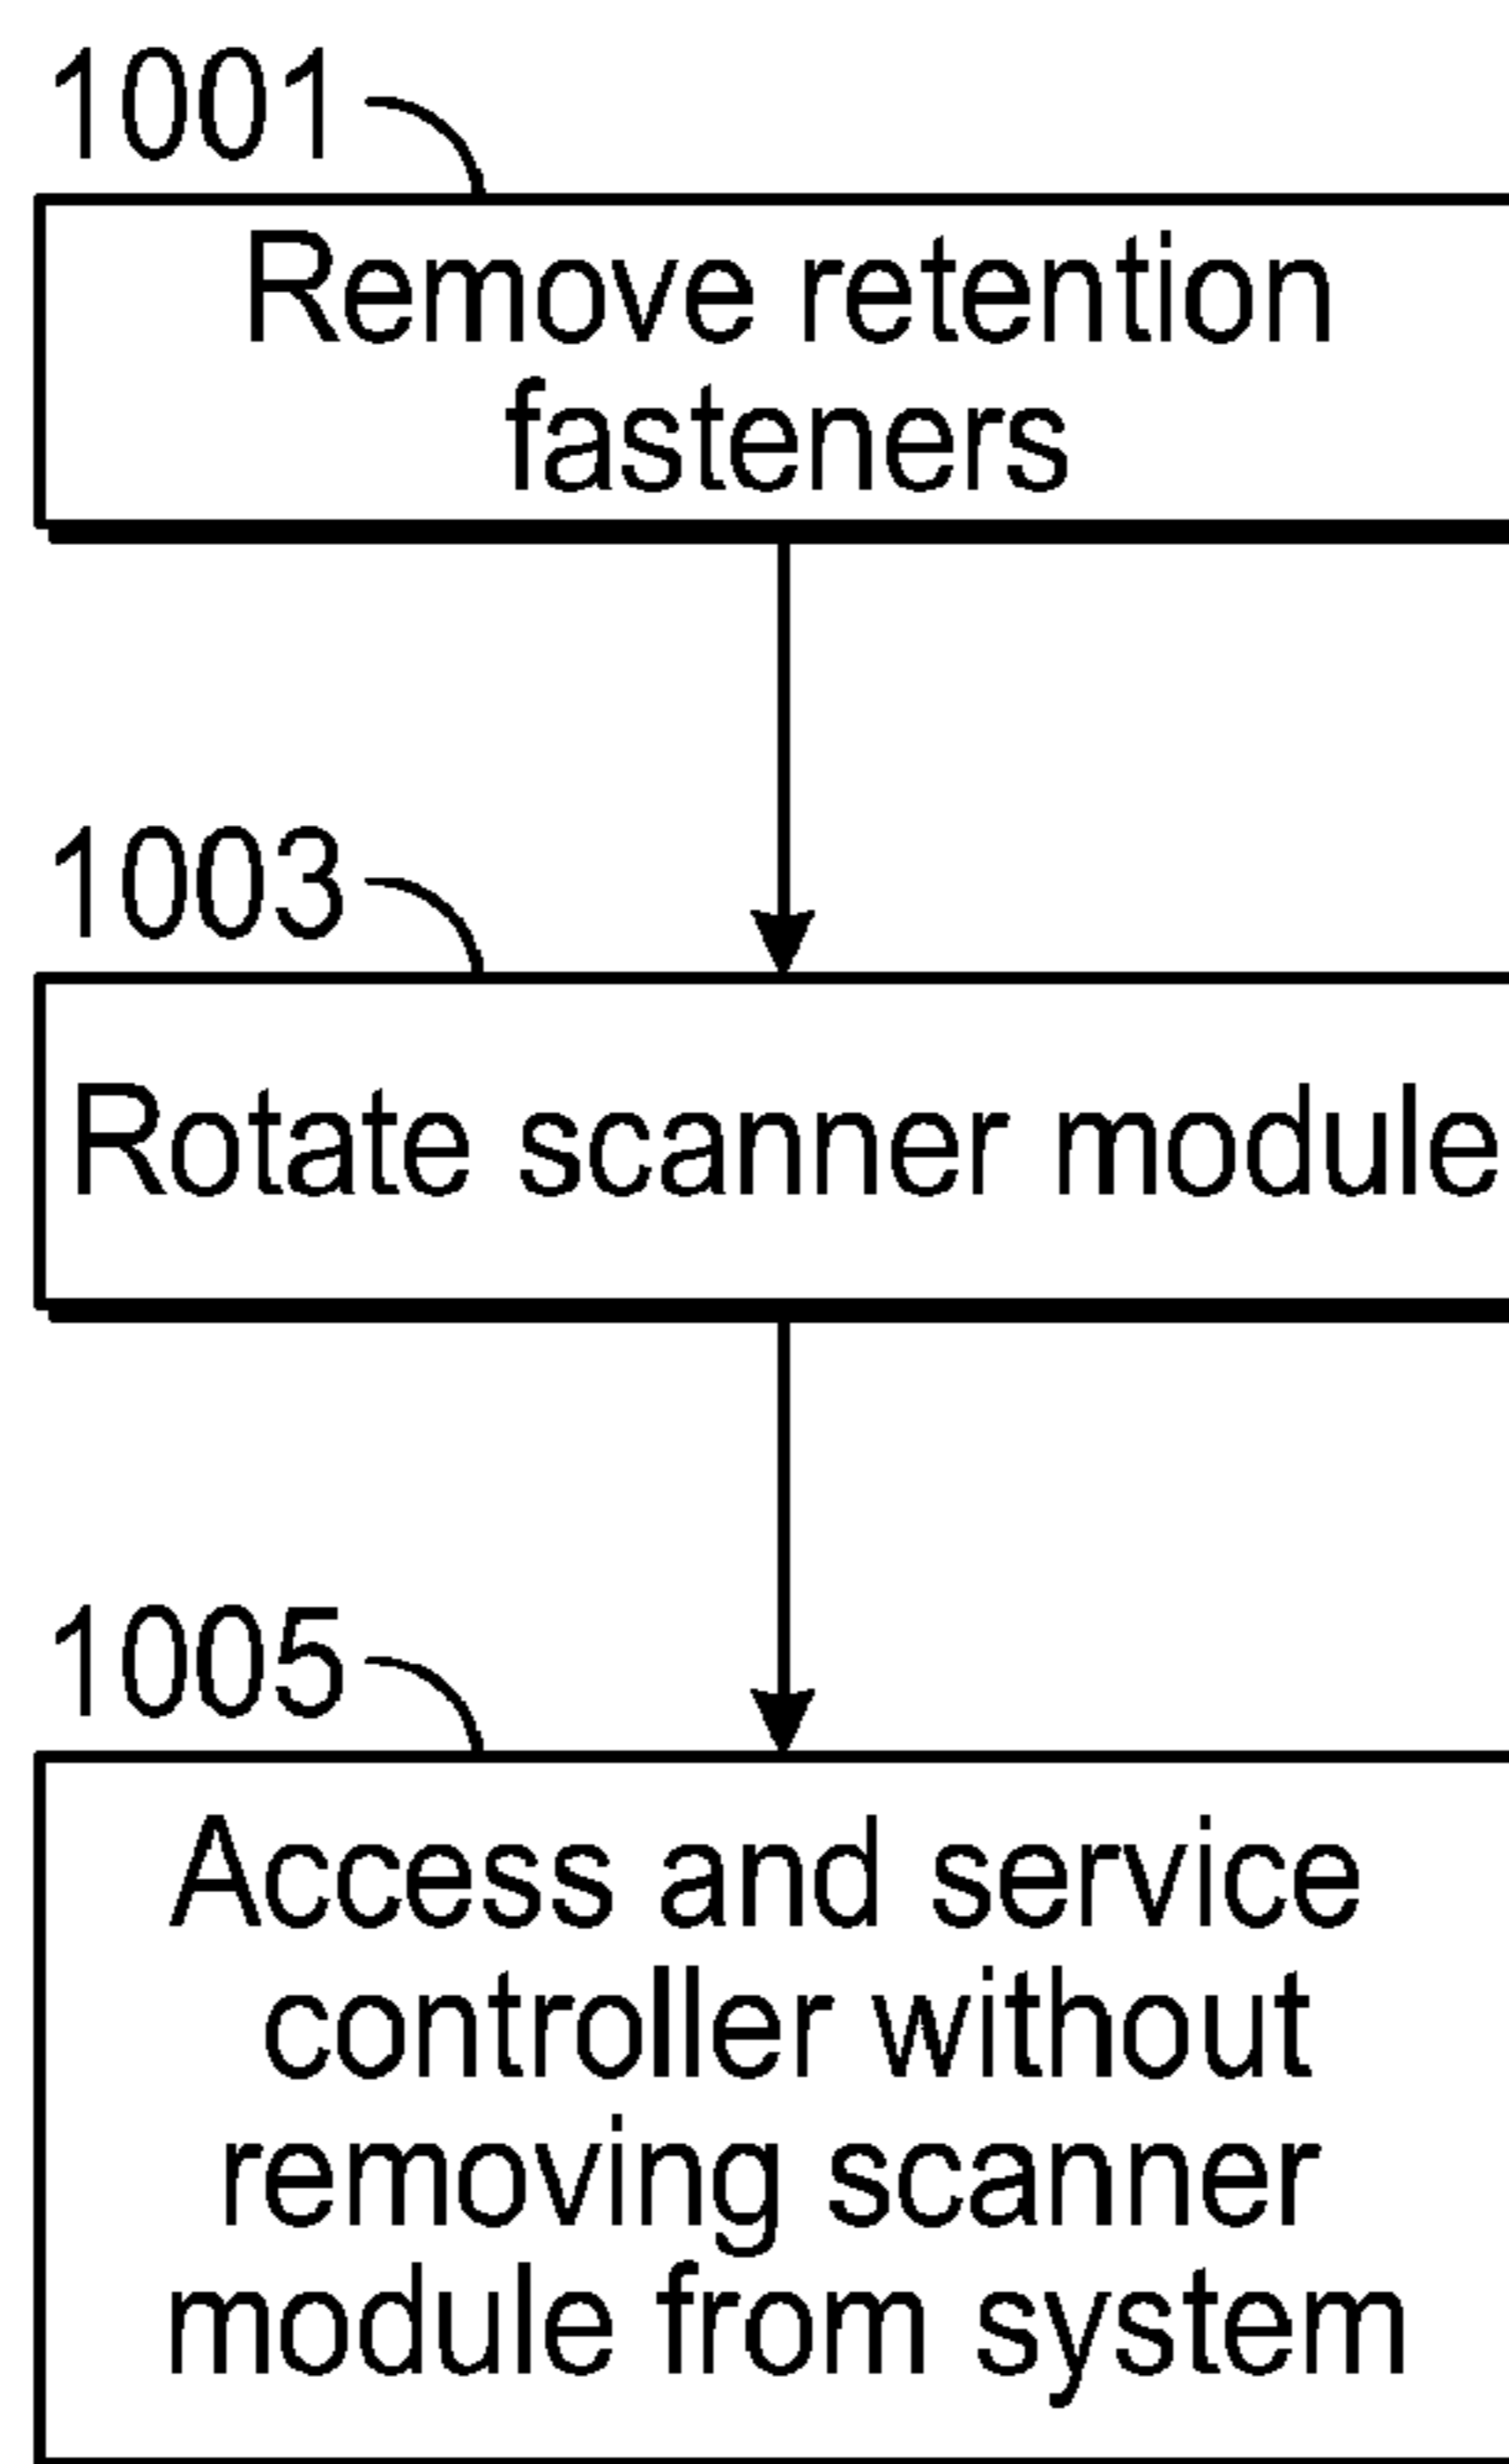 1001
Remove retention
fasteners
1003
Rotate scanner module
1005
Access and service
controller without
removing scanner
module from system